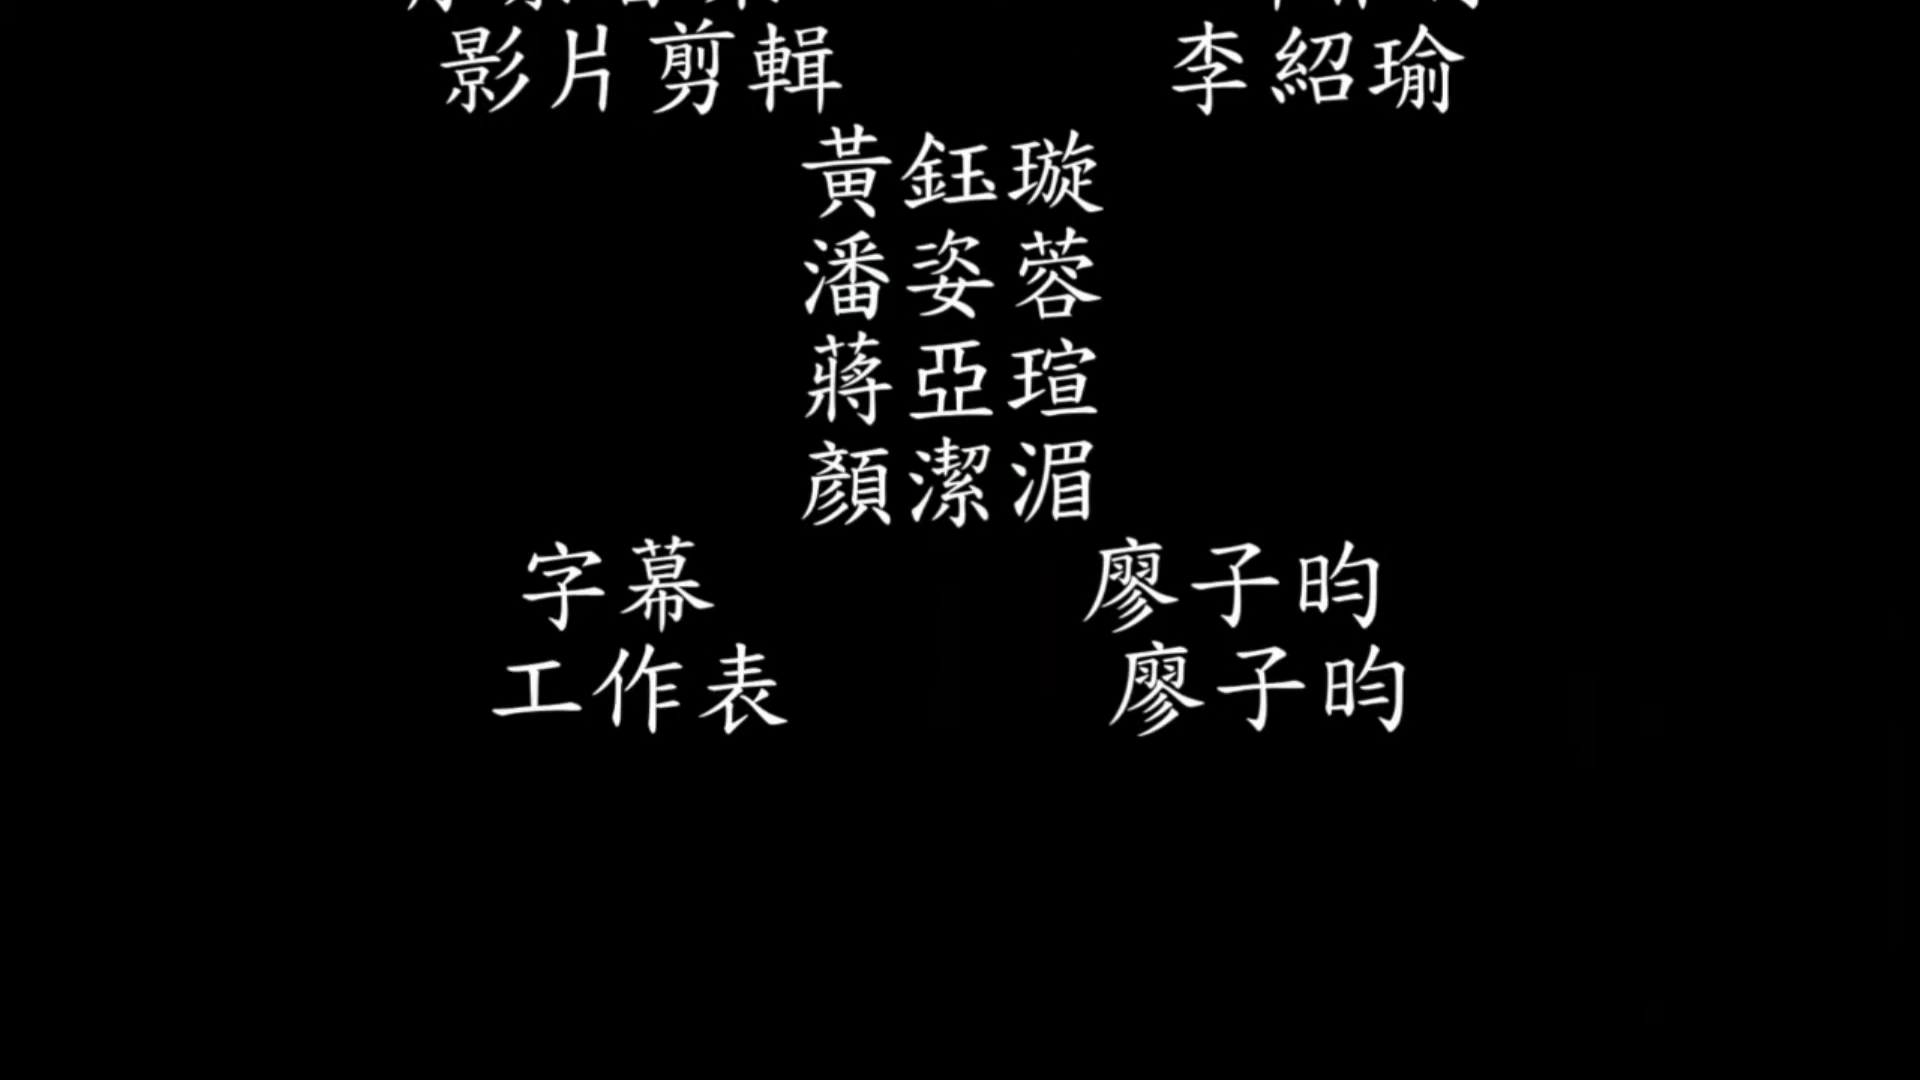 影片剪輯 李紹瑜
黃鈺璇
潘姿蓉
蔣亞瑄
顏潔湄
字幕 廖子昀
工作表 廖子昀